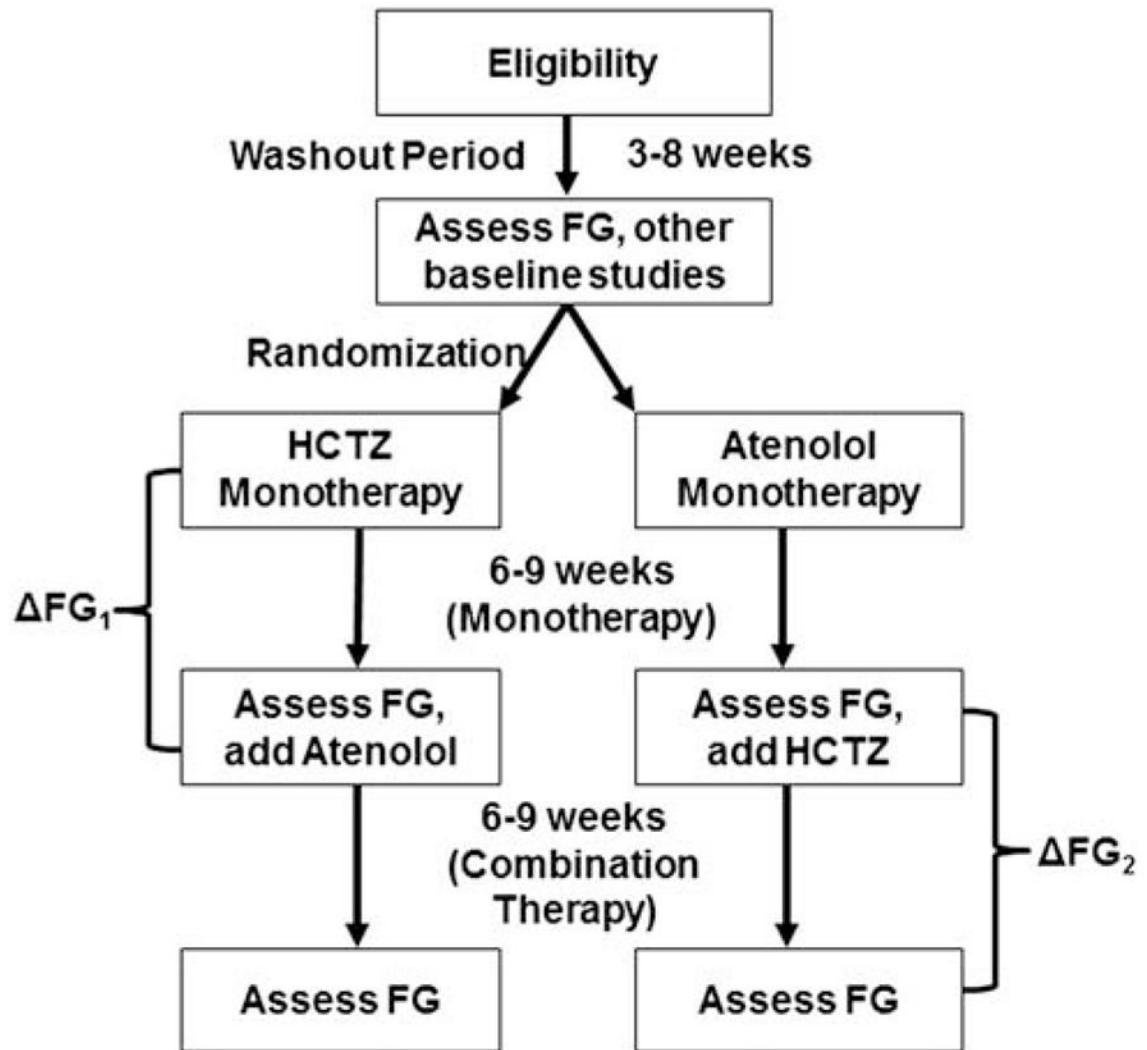 Eligibility
Washout Period
3-8 weeks
Assess FG, other
baseline studies
Randomization
HCTZ
Monotherapy
Atenolol
Monotherapy
ΔFG₁
6-9 weeks
(Monotherapy)
Assess FG,
add Atenolol
Assess FG,
add HCTZ
6-9 weeks
(Combination
Therapy)
ΔFG₂
Assess FG
Assess FG